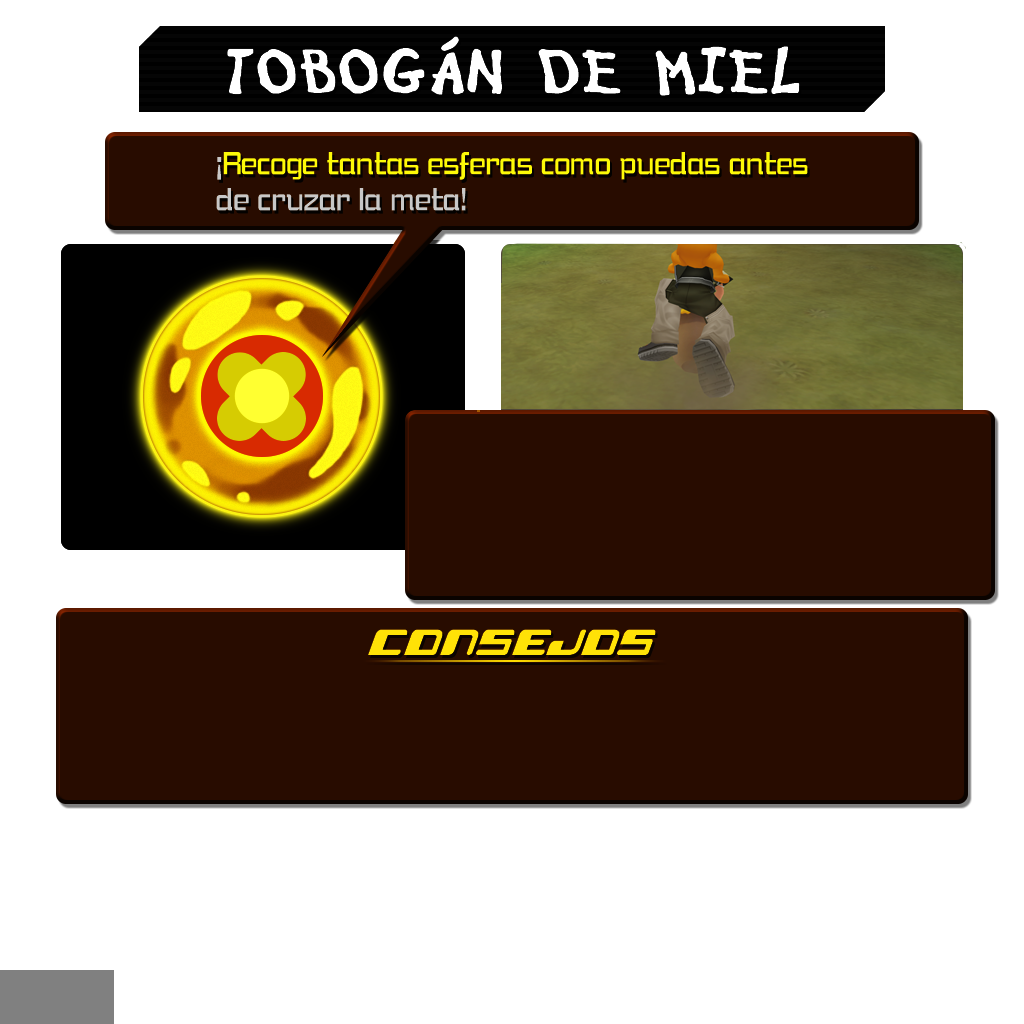 TOBOGÁN DE MIEL
¡Recoge tantas esferas como puedas antes
de cruzar la meta!
CONSEJOS